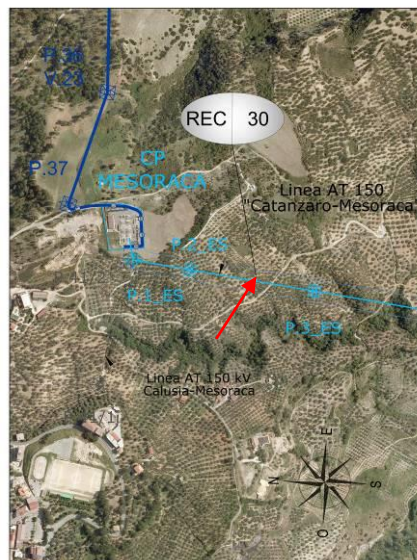 P.36
V.23
REC 30
CP
MESORACA
P.37
Linea AT 150
"Catanzaro-Mesoraca"
P.2_ES
P.1_ES
P.3_ES
Linea AT 150 kV
Calusia-Mesoraca
E
N
S
O